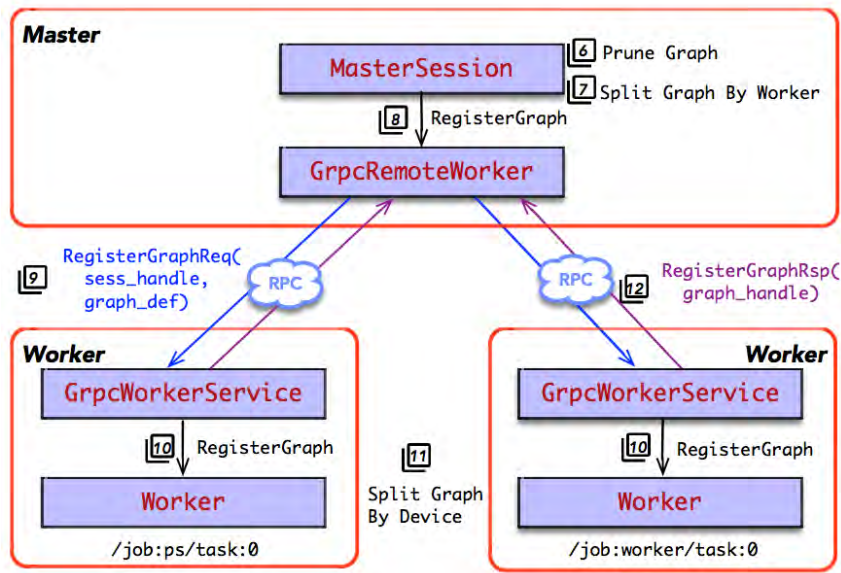 Master
MasterSession
6 Prune Graph
7 Split Graph By Worker
8 RegisterGraph
GrpcRemoteWorker
9 RegisterGraphReq(
sess_handle,
graph_def)
RPC
RPC
12 RegisterGraphRsp(
graph_handle)
Worker
GrpcWorkerService
10 RegisterGraph
Worker
/job:ps/task:0
11
Split Graph
By Device
Worker
GrpcWorkerService
10 RegisterGraph
Worker
/job:worker/task:0